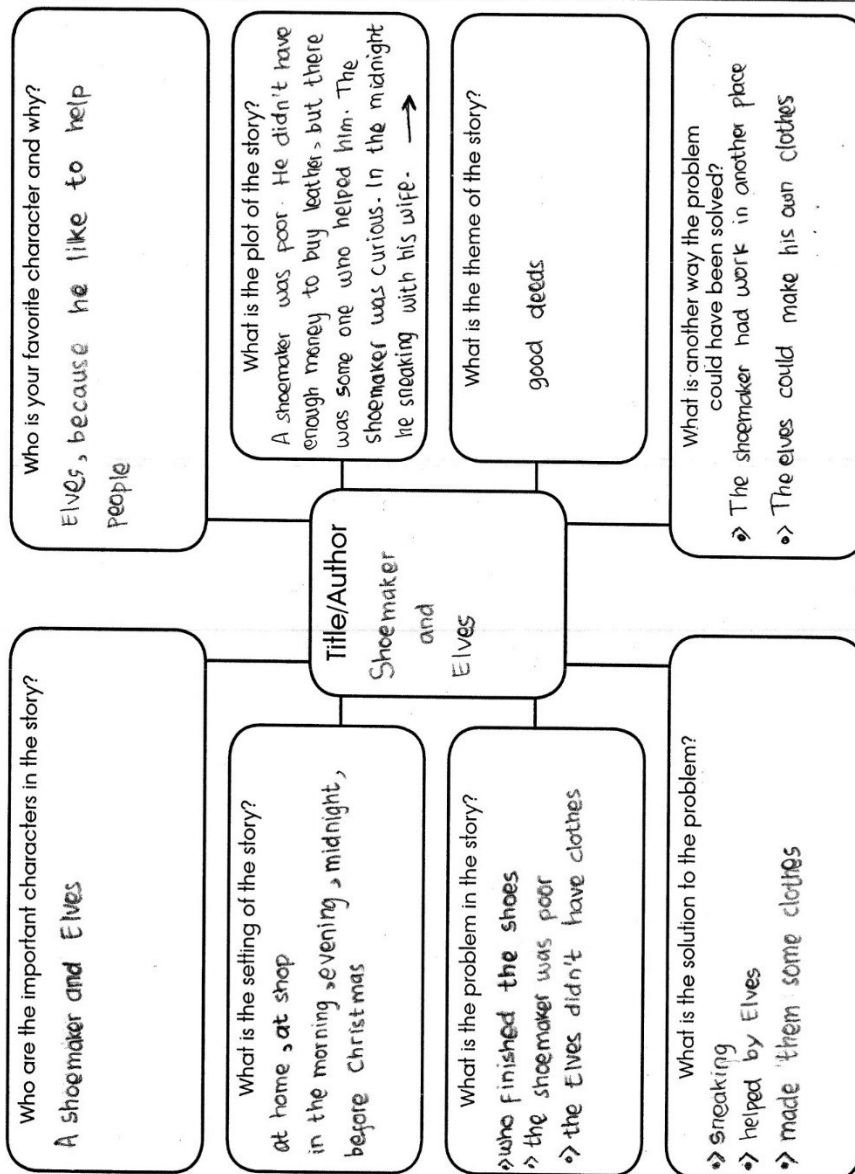 Who are the important characters in the story?
A shoemaker and Elves
Who is your favorite character and why?
Elves, because he like to help
people
What is the setting of the story?
at home, at shop
in the morning, evening, midnight,
before Christmas
Title/Author
Shoemaker
and
Elves
What is the plot of the story?
A shoemaker was poor. He didn't have
enough money to buy leather, but there
was some one who helped him. The
shoemaker was curious. In the midnight
he sneaking with his wife. →
What is the problem in the story?
who finished the shoes
the shoemaker was poor
the Elves didn't have clothes
What is the theme of the story?
good deeds
What is the solution to the problem?
sneaking
helped by Elves
made them some clothes
What is another way the problem
could have been solved?
The shoemaker had work in another place
The elves could make his own clothes